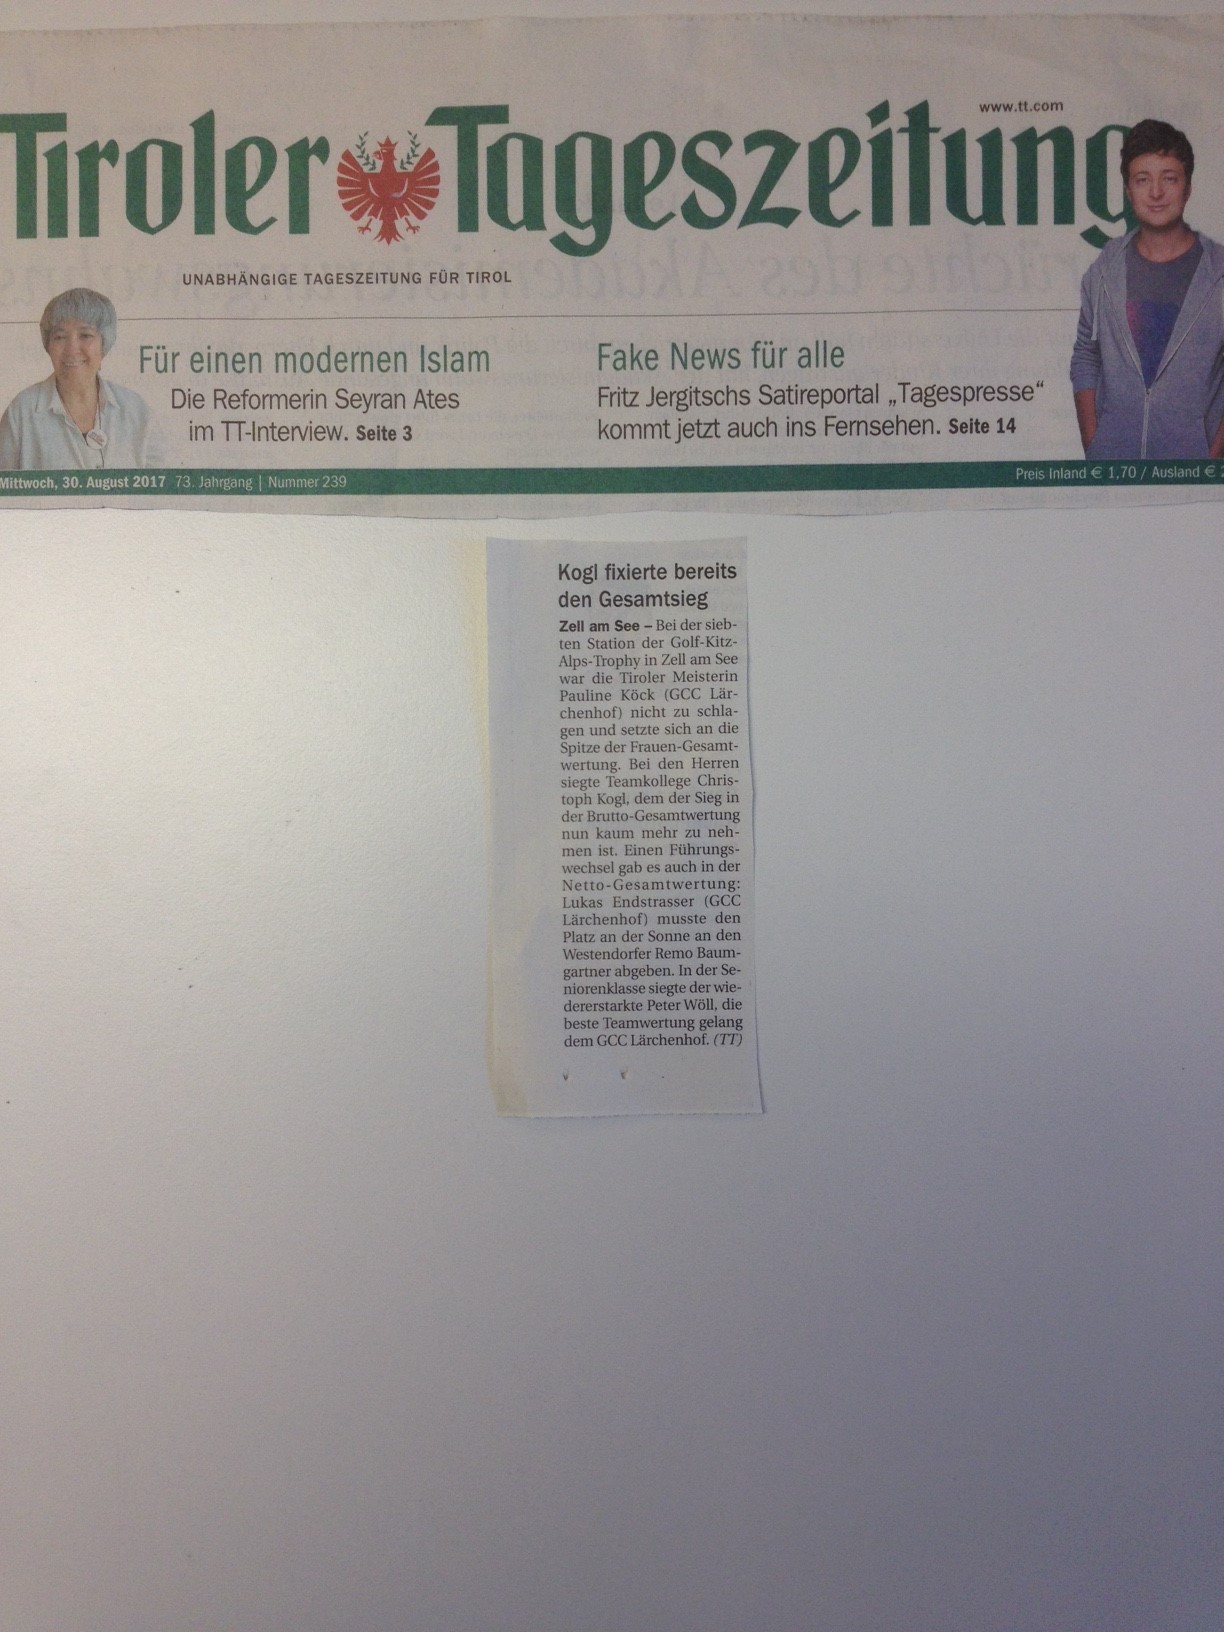 www.tt.com
Tiroler Tageszeitung
UNABHÄNGIGE TAGESZEITUNG FÜR TIROL
Für einen modernen Islam
Die Reformerin Seyran Ates
im TT-Interview. Seite 3
Fake News für alle
Fritz Jergitschs Satireportal „Tagespresse“
kommt jetzt auch ins Fernsehen. Seite 14
Mittwoch, 30. August 2017 73. Jahrgang | Nummer 239
Preis Inland € 1,70 / Ausland €
Kogl fixierte bereits
den Gesamtsieg
Zell am See – Bei der sieb-
ten Station der Golf-Kitz-
Alps-Trophy in Zell am See
war die Tiroler Meisterin
Pauline Köck (GCC Lär-
chenhof) nicht zu schla-
gen und setzte sich an die
Spitze der Frauen-Gesamt-
wertung. Bei den Herren
siegte Teamkollege Chris-
toph Kogl, dem der Sieg in
der Brutto-Gesamtwertung
nun kaum mehr zu neh-
men ist. Einen Führungs-
wechsel gab es auch in der
Netto-Gesamtwertung:
Lukas Endstrasser (GCC
Lärchenhof) musste den
Platz an der Sonne an den
Westendorfer Remo Baum-
gartner abgeben. In der Se-
niorenklasse siegte der wie-
dererstarkte Peter Wöll, die
beste Teamwertung gelang
dem GCC Lärchenhof. (TT)